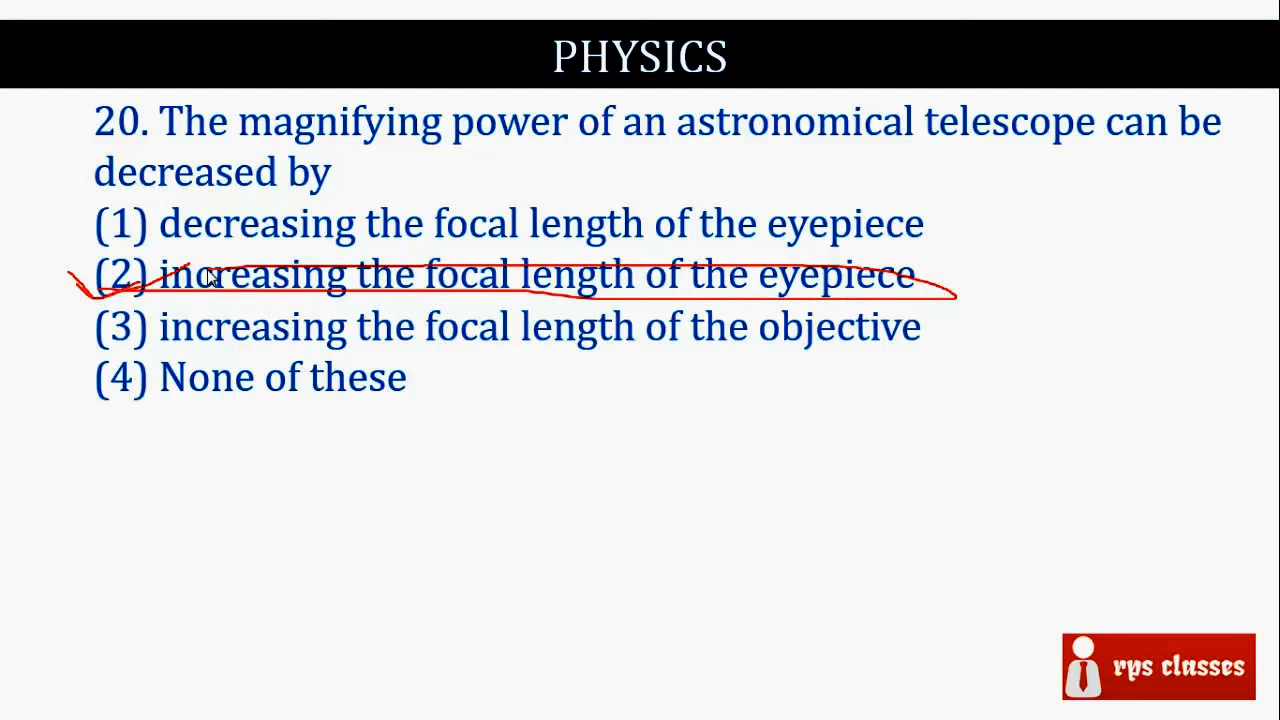 PHYSICS
20. The magnifying power of an astronomical telescope can be
decreased by
(1) decreasing the focal length of the eyepiece
(2) increasing the focal length of the eyepiece
(3) increasing the focal length of the objective
(4) None of these
rps classes